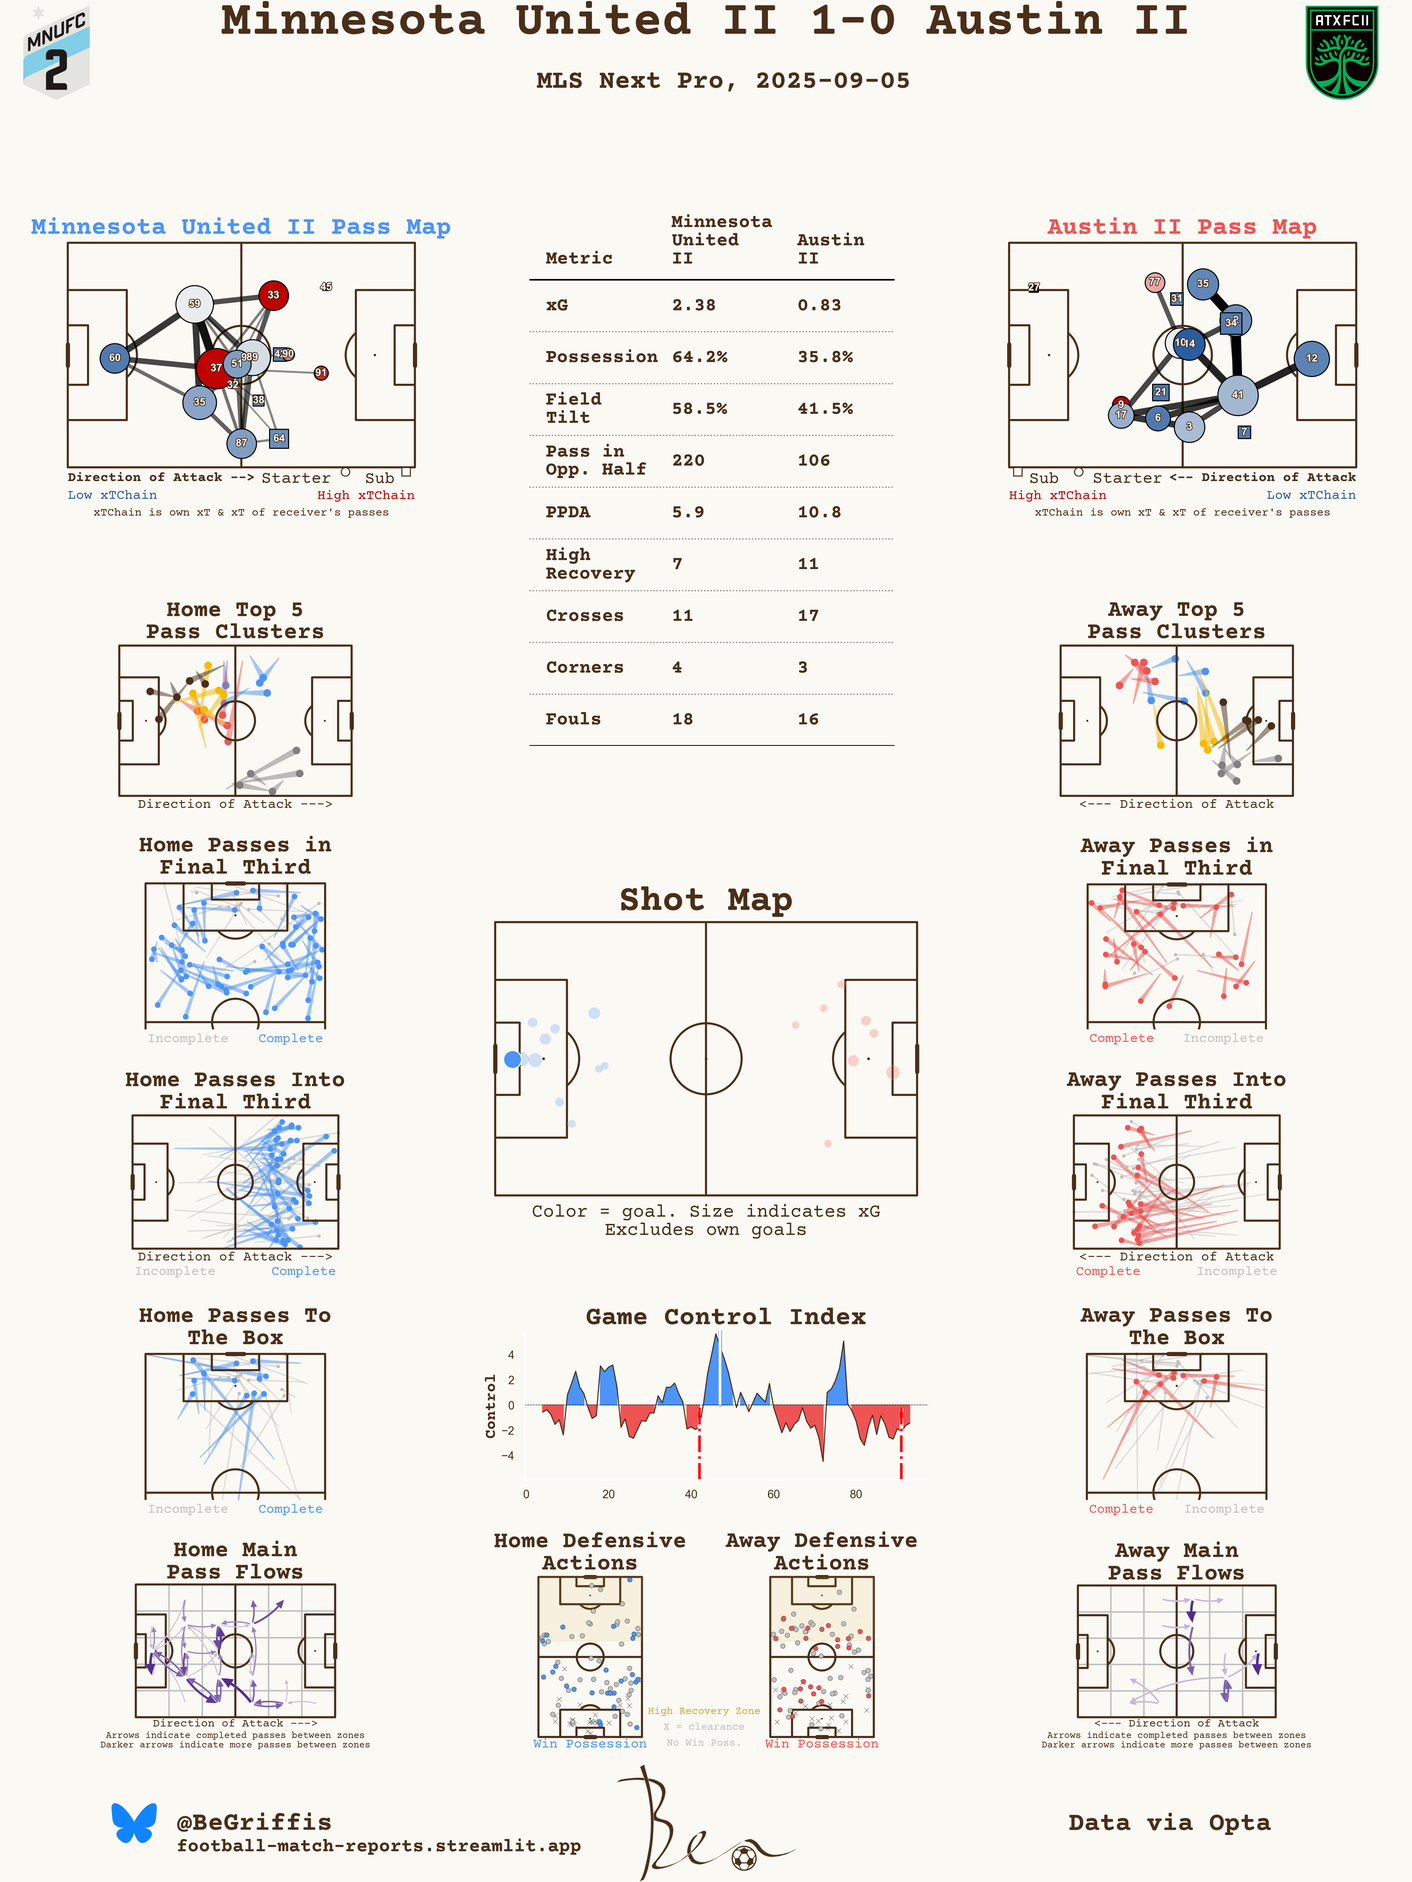 Minnesota United II 1-0 Austin II
MLS Next Pro, 2025-09-05
MNUFC
2
ATXFCII
Minnesota United II Pass Map
59
33
45
60
37
51
90
91
32
35
38
87
64
Direction of Attack --> Starter Sub
Low xTChain High xTChain
xTChain is own xT & xT of receiver's passes
Metric Minnesota United II Austin II
xG 2.38 0.83
Possession 64.2% 35.8%
Field Tilt 58.5% 41.5%
Pass in Opp. Half 220 106
PPDA 5.9 10.8
High Recovery 7 11
Crosses 11 17
Corners 4 3
Fouls 18 16
Austin II Pass Map
27
77
31
35
34
10
14
12
21
41
9
17
6
3
7
Sub Starter <-- Direction of Attack
High xTChain Low xTChain
xTChain is own xT & xT of receiver's passes
Home Top 5
Pass Clusters
Direction of Attack --->
Away Top 5
Pass Clusters
<--- Direction of Attack
Home Passes in
Final Third
Incomplete Complete
Away Passes in
Final Third
Complete Incomplete
Shot Map
Color = goal. Size indicates xG
Excludes own goals
Home Passes Into
Final Third
Direction of Attack --->
Incomplete Complete
Away Passes Into
Final Third
<--- Direction of Attack
Complete Incomplete
Home Passes To
The Box
Incomplete Complete
Game Control Index
Control
4
2
0
−2
−4
0 20 40 60 80
Away Passes To
The Box
Complete Incomplete
Home Main
Pass Flows
Direction of Attack --->
Arrows indicate completed passes between zones
Darker arrows indicate more passes between zones
Home Defensive
Actions
Win Possession
High Recovery Zone
X = clearance
No Win Poss.
Away Defensive
Actions
Win Possession
Away Main
Pass Flows
<--- Direction of Attack
Arrows indicate completed passes between zones
Darker arrows indicate more passes between zones
@BeGriffis
football-match-reports.streamlit.app
Ben
Data via Opta